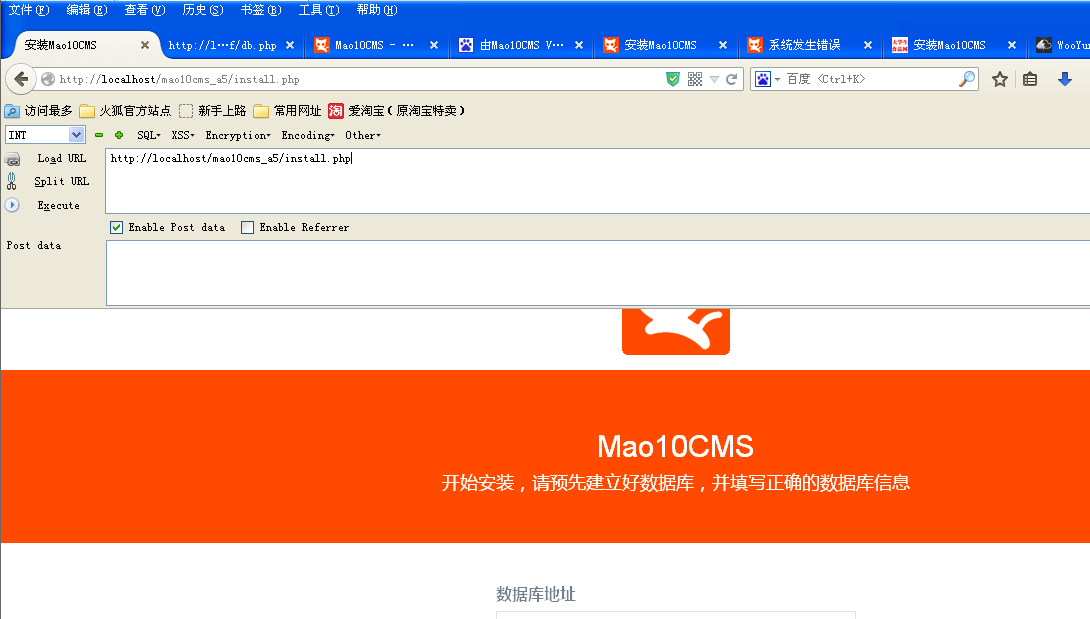 文件(F) 编辑(E) 查看(V) 历史(S) 书签(B) 工具(T) 帮助(H)
安装Mao10CMS http://l…f/db.php Mao10CMS - … 由Mao10CMS V… 安装Mao10CMS 系统发生错误 安装Mao10CMS WooYun
http://localhost/mao10cms_a5/install.php 百度 <Ctrl+K>
访问最多 火狐官方站点 新手上路 常用网址 淘 爱淘宝(原淘宝特卖)
INT SQL XSS Encryption Encoding Other
Load URL http://localhost/mao10cms_a5/install.php
Split URL
Execute
Enable Post data Enable Referrer
Post data
Mao10CMS
开始安装，请预先建立好数据库，并填写正确的数据库信息
数据库地址